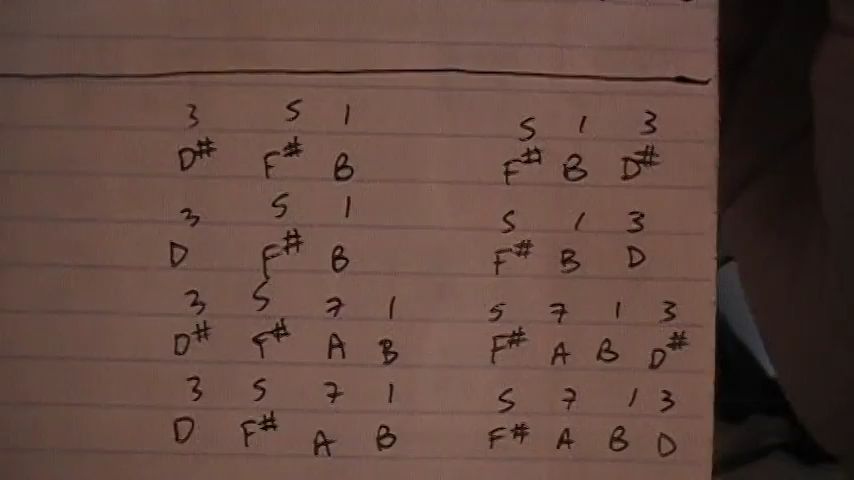 3 5 1 5 1 3
D# F# B F# B D#
3 5 1 5 1 3
D F# B F# B D
3 5 7 1 5 7 1 3
D# F# A B F# A B D#
3 5 7 1 5 7 1 3
D F# A B F# A B D